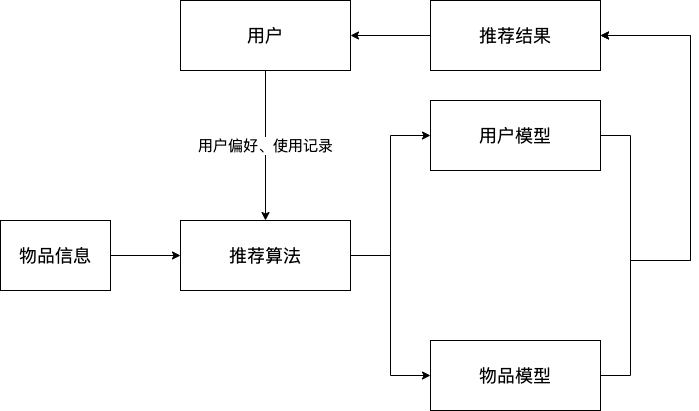 用户
推荐结果
用户模型
用户偏好、使用记录
物品信息
推荐算法
物品模型